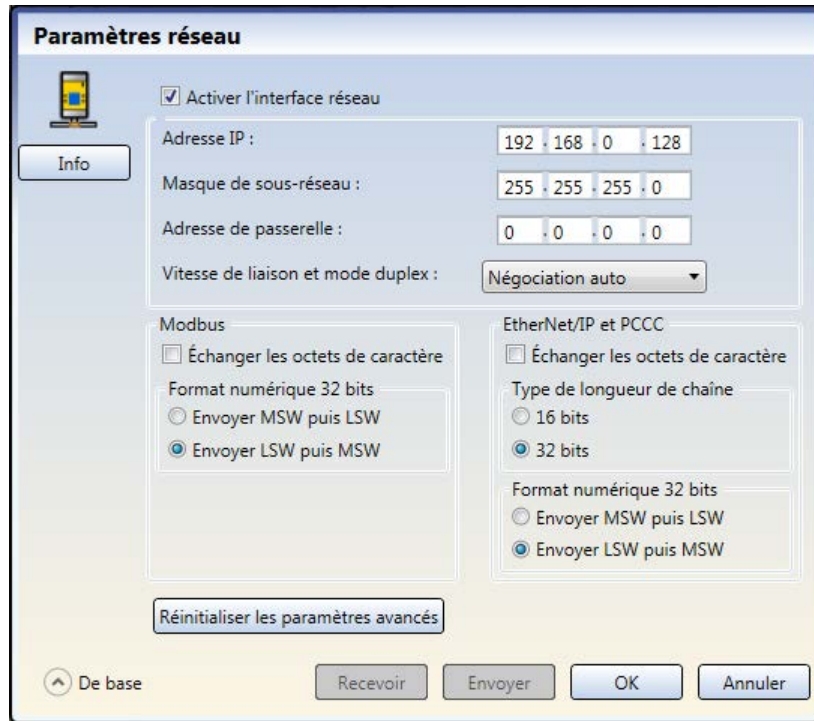 Paramètres réseau
Activer l'interface réseau
Info
Adresse IP : 192 . 168 . 0 . 128
Masque de sous-réseau : 255 . 255 . 255 . 0
Adresse de passerelle : 0 . 0 . 0 . 0
Vitesse de liaison et mode duplex : Négociation auto
Modbus
Échanger les octets de caractère
Format numérique 32 bits
Envoyer MSW puis LSW
Envoyer LSW puis MSW
EtherNet/IP et PCCC
Échanger les octets de caractère
Type de longueur de chaîne
16 bits
32 bits
Format numérique 32 bits
Envoyer MSW puis LSW
Envoyer LSW puis MSW
Réinitialiser les paramètres avancés
De base Recevoir Envoyer OK Annuler